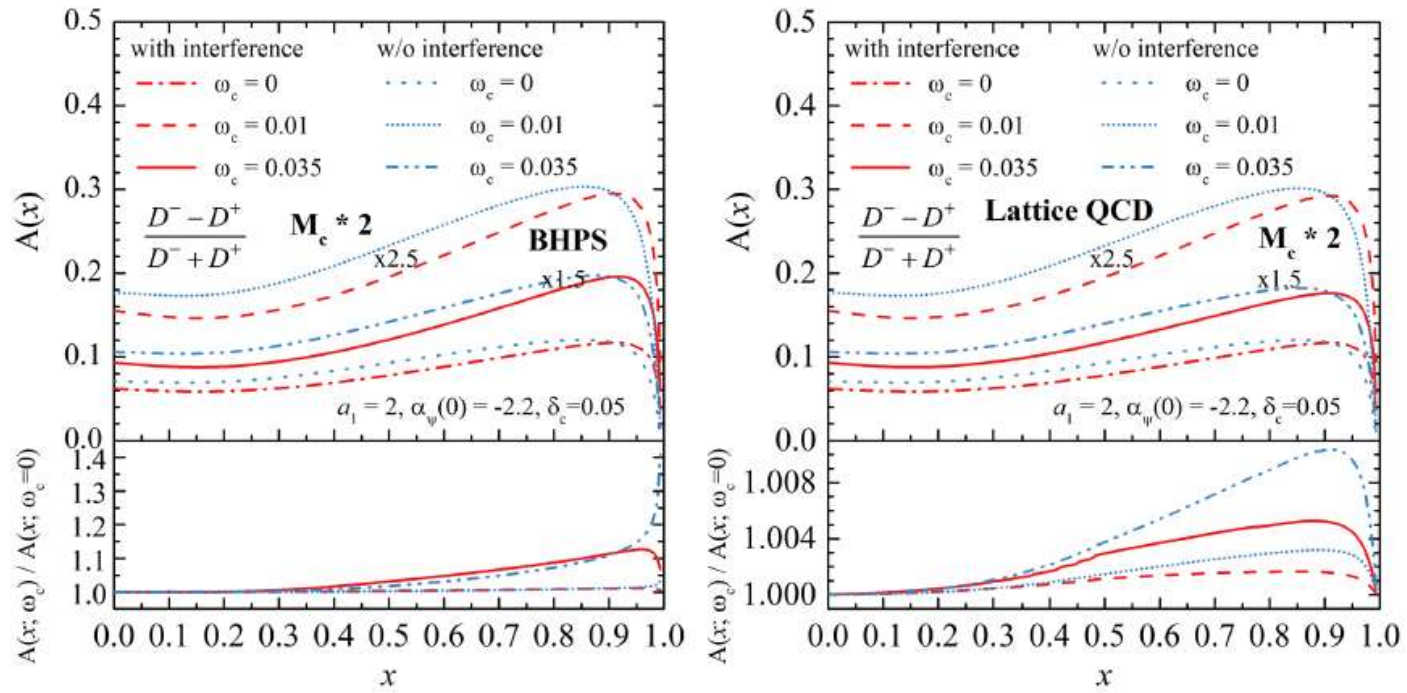 0.5
0.4
0.3
0.2
0.1
0.0
A(x)
with interference w/o interference
ω_c = 0 ω_c = 0
ω_c = 0.01 ω_c = 0.01
ω_c = 0.035 ω_c = 0.035
D⁻ − D⁺
D⁻ + D⁺
M_c * 2
BHPS
x2.5
x1.5
a_1 = 2, α_ψ(0) = -2.2, δ_c=0.05
1.4
1.3
1.2
1.1
1.0
A(x; ω_c) / A(x; ω_c=0)
0.0 0.1 0.2 0.3 0.4 0.5 0.6 0.7 0.8 0.9 1.0
x
0.5
0.4
0.3
0.2
0.1
0.0
A(x)
with interference w/o interference
ω_c = 0 ω_c = 0
ω_c = 0.01 ω_c = 0.01
ω_c = 0.035 ω_c = 0.035
D⁻ − D⁺
D⁻ + D⁺
Lattice QCD
M_c * 2
x2.5
x1.5
a_1 = 2, α_ψ(0) = -2.2, δ_c=0.05
1.008
1.004
1.000
A(x; ω_c) / A(x; ω_c=0)
0.0 0.1 0.2 0.3 0.4 0.5 0.6 0.7 0.8 0.9 1.0
x